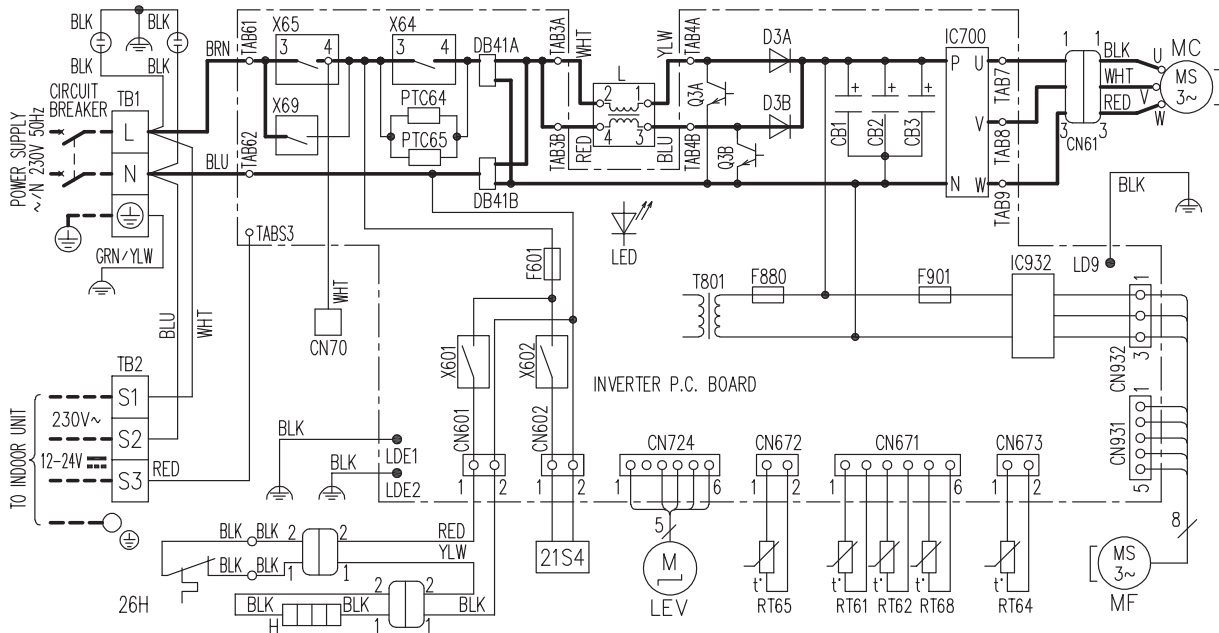 BLK BLK
X65 X64
BRN TAB61 3 4 3 4 DB41A TAB3A WHT YLW TAB4A D3A IC700
BLK BLK
CIRCUIT BREAKER TB1
POWER SUPPLY ~/N 230V 50Hz
L
N
X69
PTC64
PTC65
L
2 1
4 3
Q3A
D3B
CB1 CB2 CB3
P U
V
N W
TAB7
TAB8
TAB9
1 1
3 3
CN61
BLK U MC
WHT V
RED W
MS 3~
BLU TAB62 DB41B TAB3B RED BLU TAB4B Q3B
BLK
GRN/YLW
TABS3
LED
LD9
F601
T801 F880 F901 IC932
BLU WHT
WHT
CN70
TB2
X601 X602
INVERTER P.C. BOARD
1
3
CN932
TO INDOOR UNIT
S1
230V~
S2
12-24V
S3 RED
BLK LDE1
BLK LDE2
CN601 CN602
1 2 1 2
CN724
1 6
CN672
1 2
CN671
1 6
CN673
1 2
CN931
1
5
BLK BLK 2 2 RED
BLK BLK 1 1 YLW
21S4
5
M
LEV
t° RT65
t° RT61
t° RT62
t° RT68
t° RT64
8
MS 3~
MF
26H
BLK H BLK 2 2 BLK
1 1